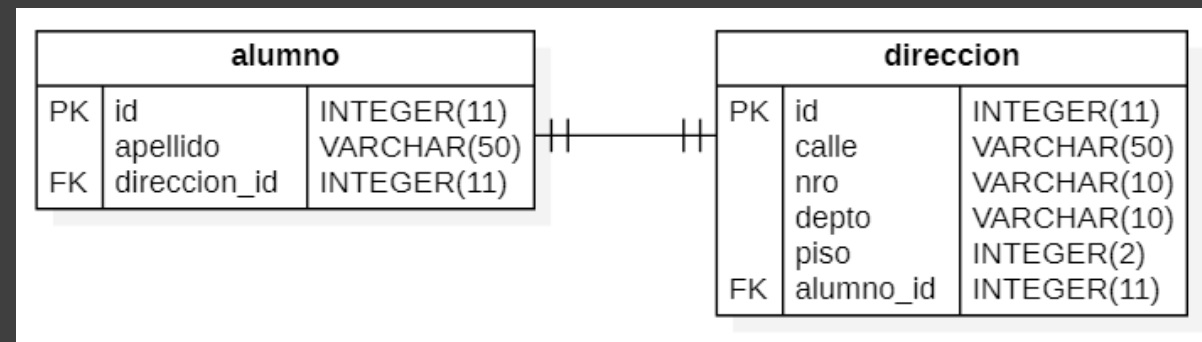 alumno
PK id INTEGER(11)
apellido VARCHAR(50)
FK direccion_id INTEGER(11)
direccion
PK id INTEGER(11)
calle VARCHAR(50)
nro VARCHAR(10)
depto VARCHAR(10)
piso INTEGER(2)
FK alumno_id INTEGER(11)